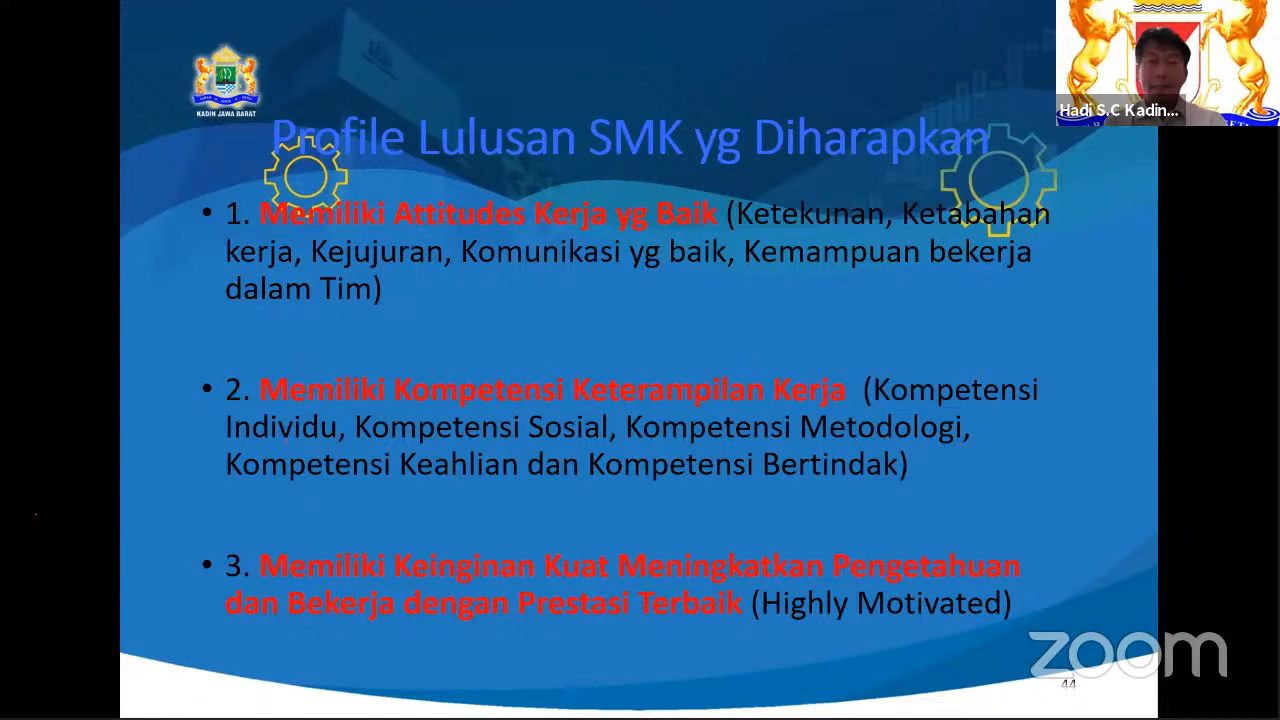 KADIN JAWA BARAT
Hadi S.C Kadin...
Profile Lulusan SMK yg Diharapkan
• 1. Memiliki Attitudes Kerja yg Baik (Ketekunan, Ketabahan
kerja, Kejujuran, Komunikasi yg baik, Kemampuan bekerja
dalam Tim)
• 2. Memiliki Kompetensi Keterampilan Kerja (Kompetensi
Individu, Kompetensi Sosial, Kompetensi Metodologi,
Kompetensi Keahlian dan Kompetensi Bertindak)
• 3. Memiliki Keinginan Kuat Meningkatkan Pengetahuan
dan Bekerja dengan Prestasi Terbaik (Highly Motivated)
zoom
44